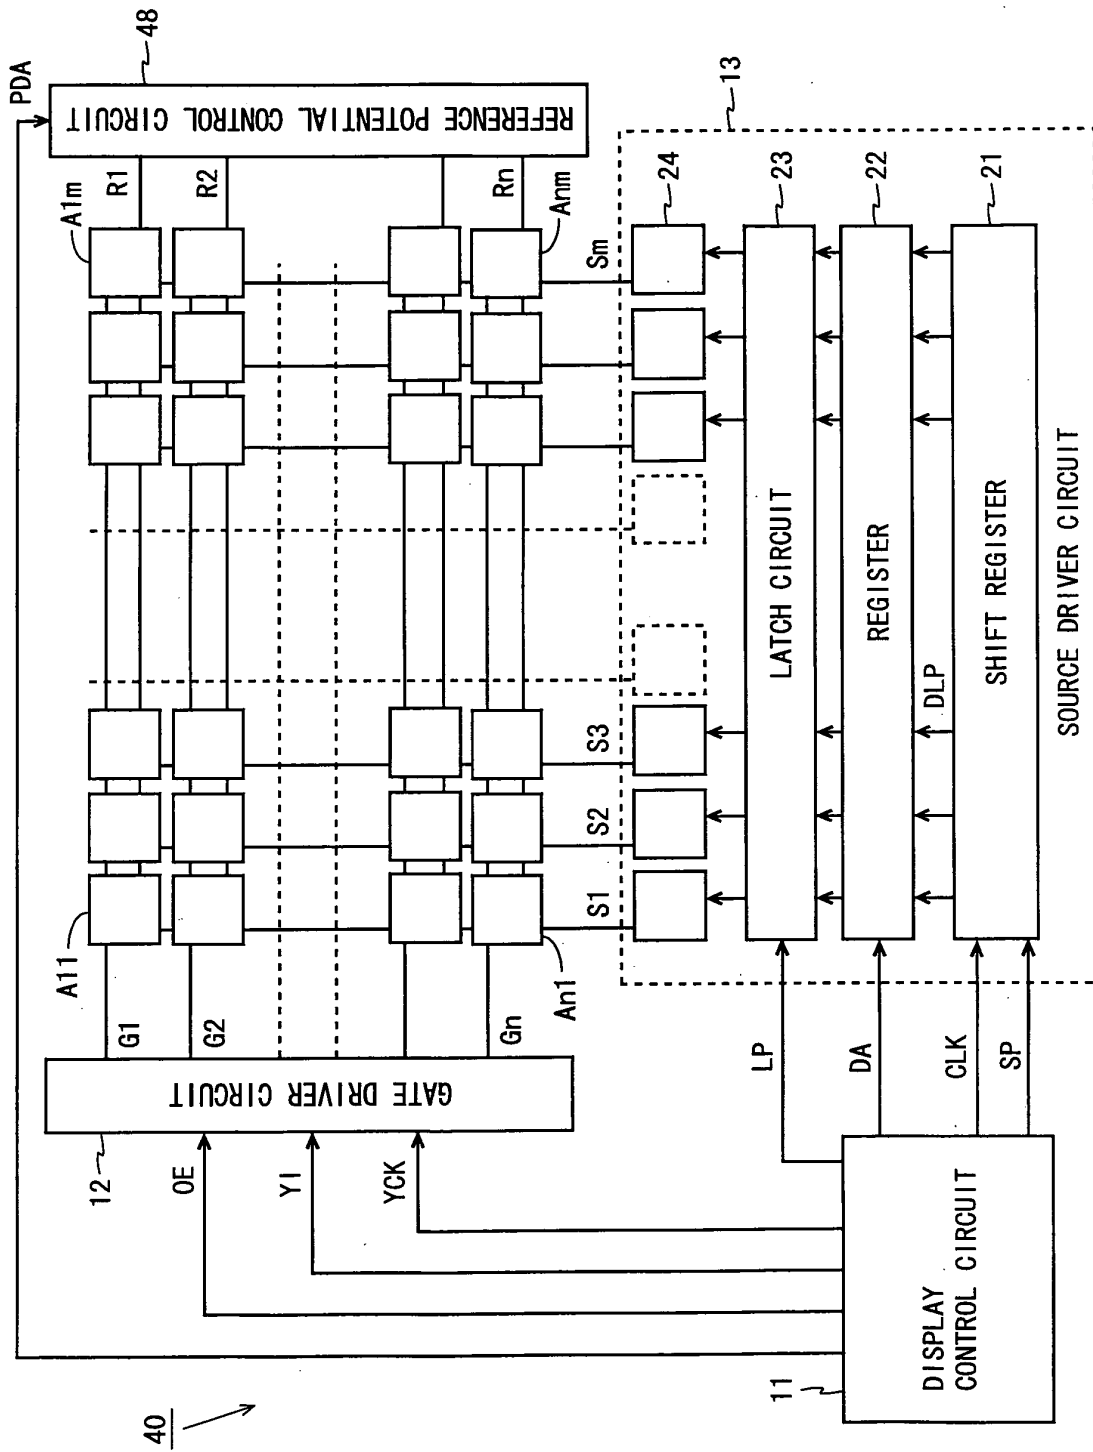 40
PDA
48
REFERENCE POTENTIAL CONTROL CIRCUIT
12
GATE DRIVER CIRCUIT
OE
YI
YCK
G1
G2
Gn
A11
A1m
An1
Anm
R1
R2
Rn
S1
S2
S3
Sm
13
24
23
22
21
LATCH CIRCUIT
REGISTER
DLP
SHIFT REGISTER
SOURCE DRIVER CIRCUIT
LP
DA
CLK
SP
11
DISPLAY
CONTROL CIRCUIT